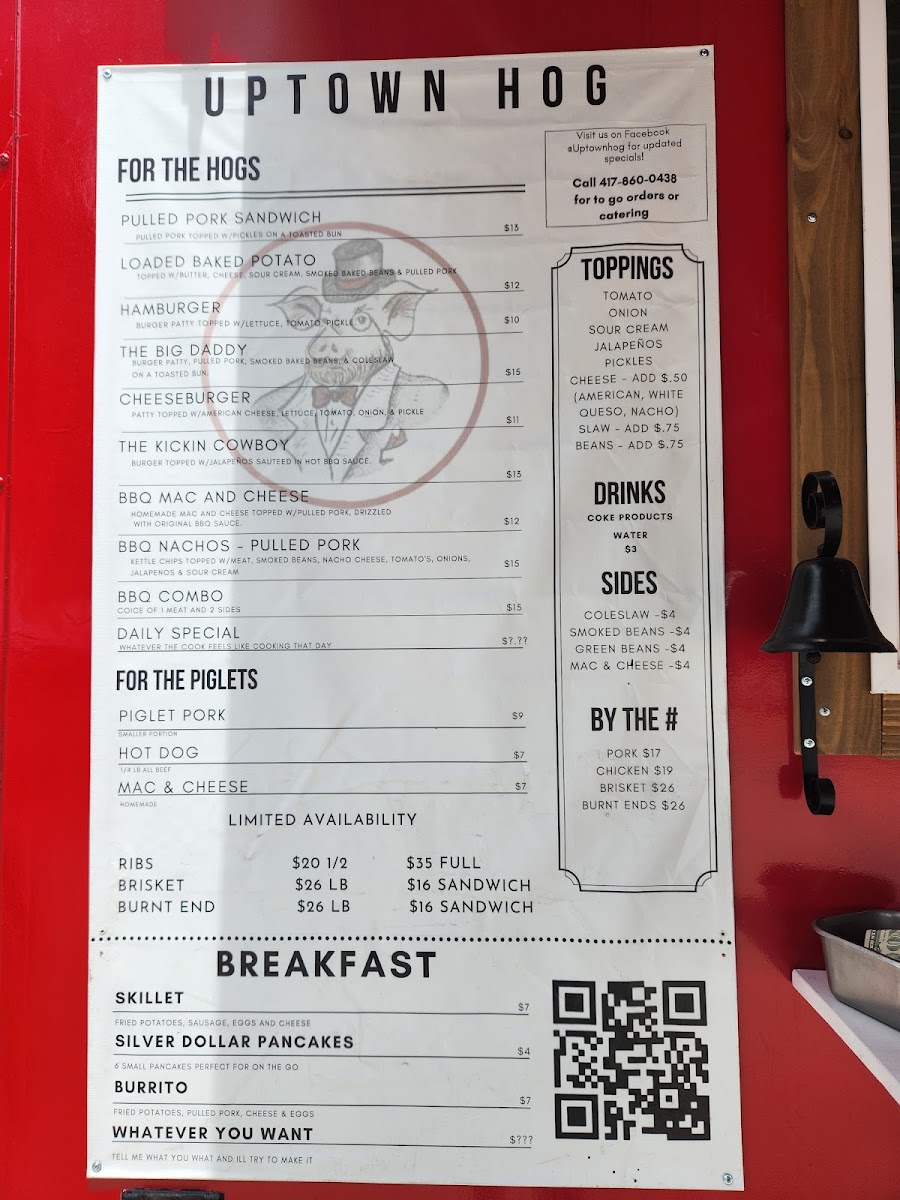 UPTOWN HOG
Visit us on Facebook
@Uptownhog for updated
specials!
Call 417-860-0438
for to go orders or
catering
FOR THE HOGS
PULLED PORK SANDWICH
PULLED PORK TOPPED W/PICKLES ON A TOASTED BUN
$13
LOADED BAKED POTATO
TOPPED W/BUTTER, CHEESE, SOUR CREAM, SMOKED BAKED BEANS & PULLED PORK
$12
HAMBURGER
BURGER PATTY TOPPED W/LETTUCE, TOMATO, PICKLE
$10
THE BIG DADDY
BURGER PATTY, PULLED PORK, SMOKED BAKED BEANS, & COLESLAW
ON A TOASTED BUN.
$15
CHEESEBURGER
PATTY TOPPED W/AMERICAN CHEESE, LETTUCE, TOMATO, ONION, & PICKLE
$11
THE KICKIN COWBOY
BURGER TOPPED W/JALAPEÑOS SAUTEED IN HOT BBQ SAUCE.
$13
BBQ MAC AND CHEESE
HOMEMADE MAC AND CHEESE TOPPED W/PULLED PORK, DRIZZLED
WITH ORIGINAL BBQ SAUCE.
$12
BBQ NACHOS - PULLED PORK
KETTLE CHIPS TOPPED W/MEAT, SMOKED BEANS, NACHO CHEESE, TOMATO'S, ONIONS,
JALAPENOS & SOUR CREAM
$15
BBQ COMBO
COICE OF 1 MEAT AND 2 SIDES
$15
DAILY SPECIAL
WHATEVER THE COOK FEELS LIKE COOKING THAT DAY
$?.??
FOR THE PIGLETS
PIGLET PORK
$9
SMALLER PORTION
HOT DOG
$7
1/4 LB ALL BEEF
MAC & CHEESE
$7
HOMEMADE
LIMITED AVAILABILITY
RIBS $20 1/2 $35 FULL
BRISKET $26 LB $16 SANDWICH
BURNT END $26 LB $16 SANDWICH
TOPPINGS
TOMATO
ONION
SOUR CREAM
JALAPEÑOS
PICKLES
CHEESE - ADD $.50
(AMERICAN, WHITE
QUESO, NACHO)
SLAW - ADD $.75
BEANS - ADD $.75
DRINKS
COKE PRODUCTS
WATER
$3
SIDES
COLESLAW -$4
SMOKED BEANS -$4
GREEN BEANS -$4
MAC & CHEESE -$4
BY THE #
PORK $17
CHICKEN $19
BRISKET $26
BURNT ENDS $26
BREAKFAST
SKILLET
$7
FRIED POTATOES, SAUSAGE, EGGS AND CHEESE
SILVER DOLLAR PANCAKES
$4
6 SMALL PANCAKES PERFECT FOR ON THE GO
BURRITO
$7
FRIED POTATOES, PULLED PORK, CHEESE & EGGS
WHATEVER YOU WANT
$???
TELL ME WHAT YOU WHAT AND ILL TRY TO MAKE IT